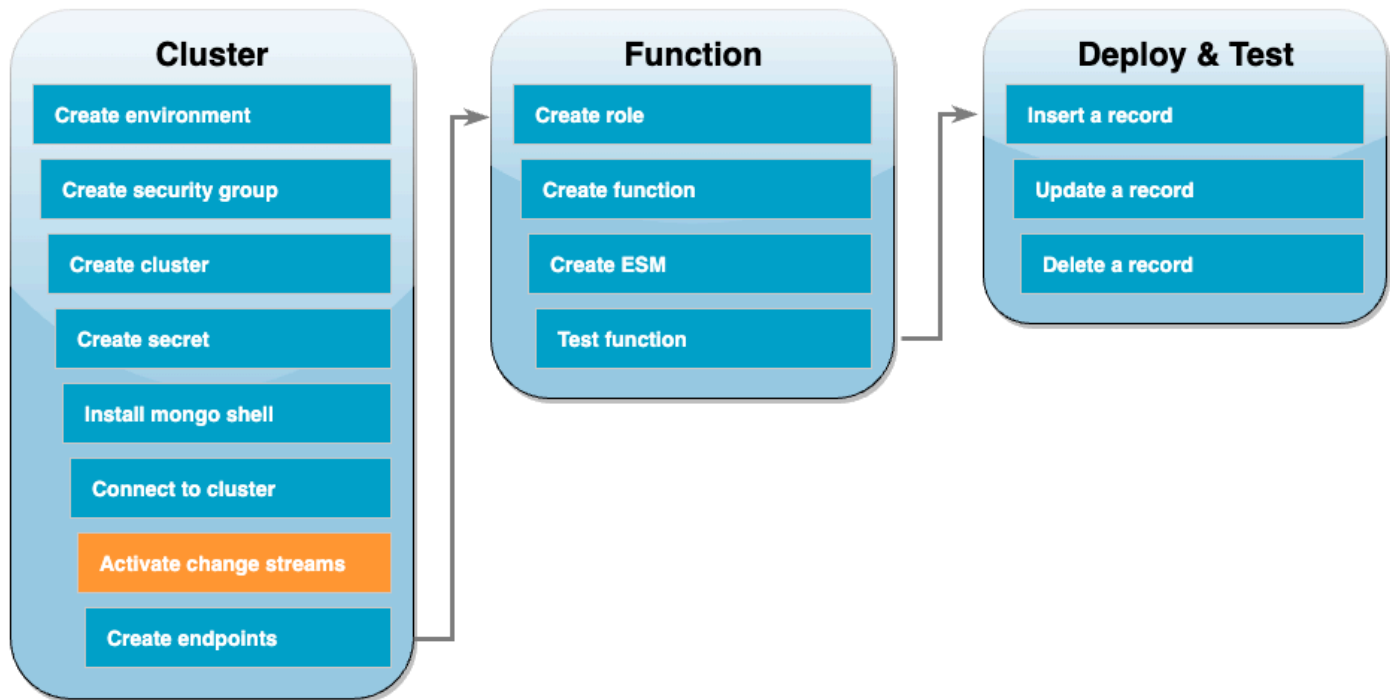 Cluster
Create environment
Create security group
Create cluster
Create secret
Install mongo shell
Connect to cluster
Activate change streams
Create endpoints
Function
Create role
Create function
Create ESM
Test function
Deploy & Test
Insert a record
Update a record
Delete a record